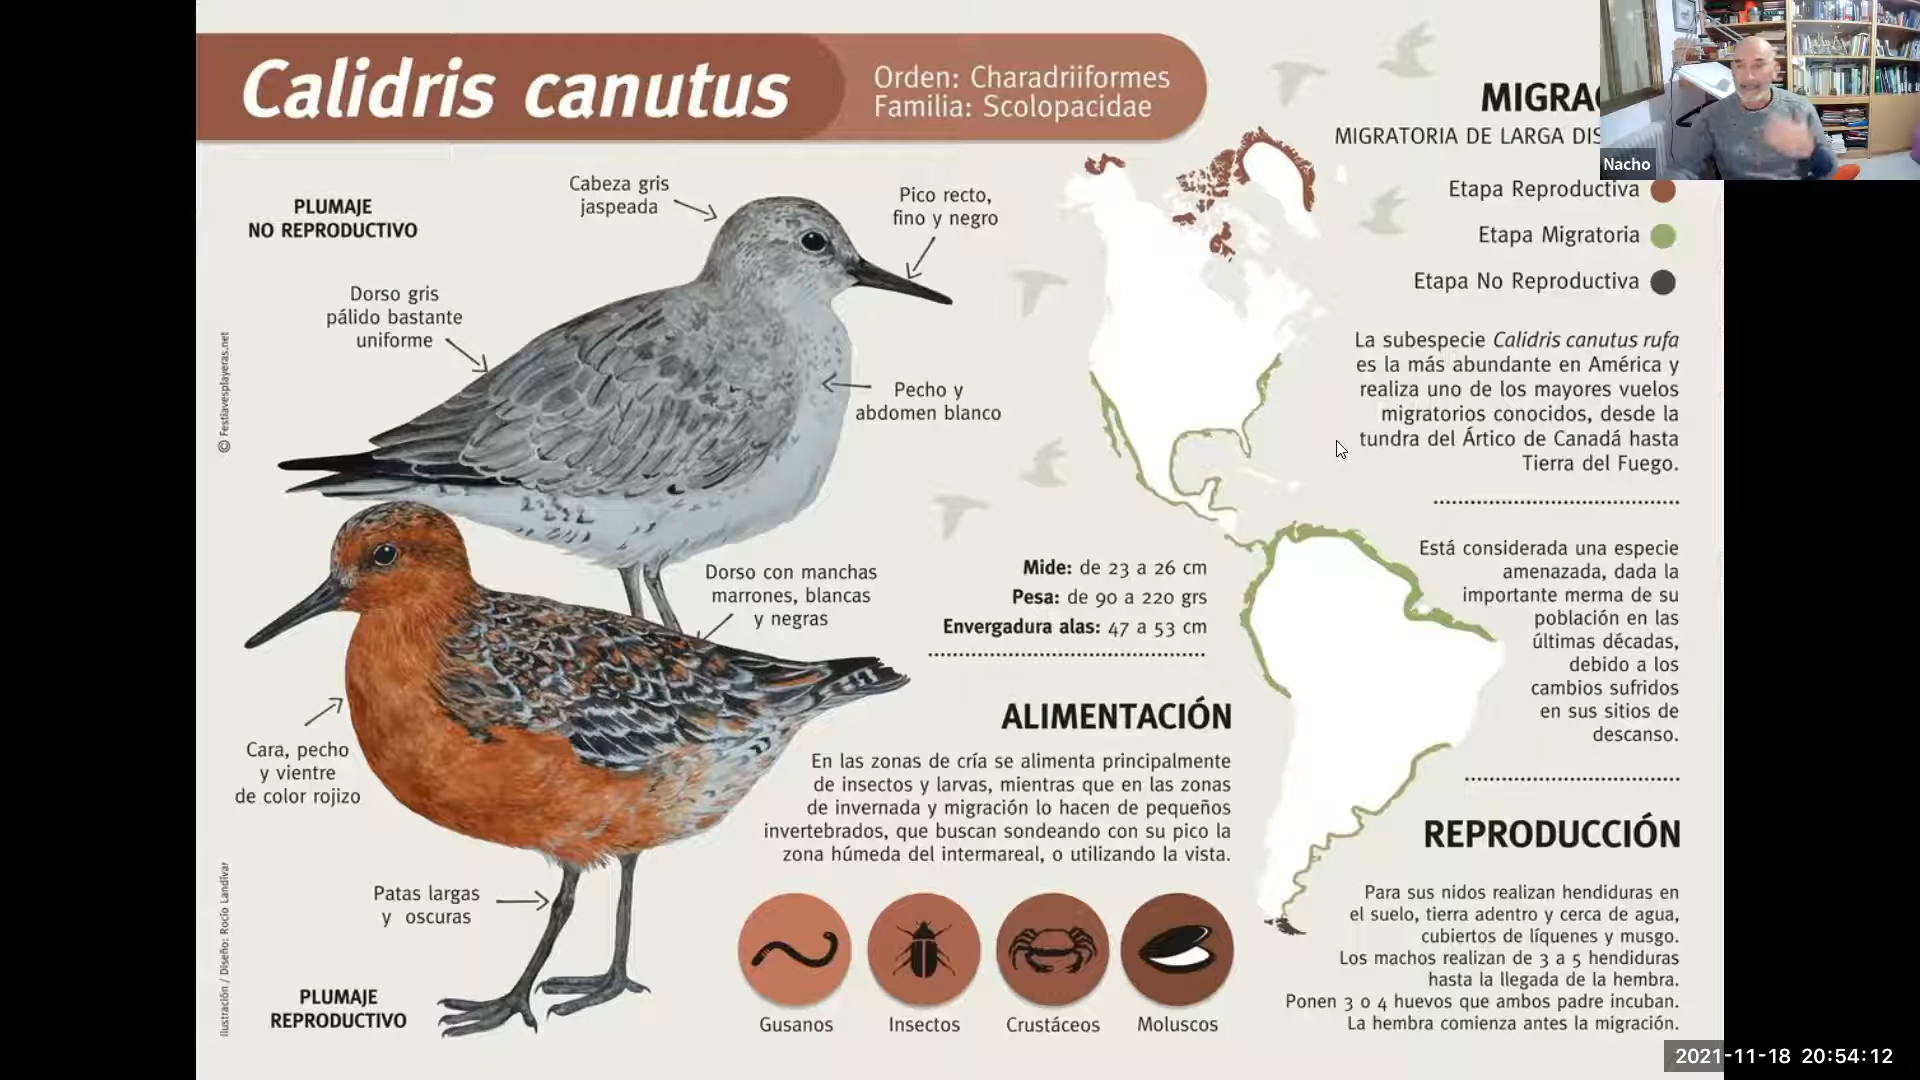 Calidris canutus
Orden: Charadriiformes
Familia: Scolopacidae
MIGRATORIA DE LARGA
Nacho
PLUMAJE
NO REPRODUCTIVO
Cabeza gris
jaspeada
Pico recto,
fino y negro
Dorso gris
pálido bastante
uniforme
Pecho y
abdomen blanco
© Festiavesplayeras.net
Etapa Reproductiva
Etapa Migratoria
Etapa No Reproductiva
La subespecie Calidris canutus rufa
es la más abundante en América y
realiza uno de los mayores vuelos
migratorios conocidos, desde la
tundra del Ártico de Canadá hasta
Tierra del Fuego.
Está considerada una especie
amenazada, dada la
importante merma de su
población en las
últimas décadas,
debido a los
cambios sufridos
en sus sitios de
descanso.
Mide: de 23 a 26 cm
Pesa: de 90 a 220 grs
Envergadura alas: 47 a 53 cm
Dorso con manchas
marrones, blancas
y negras
Cara, pecho
y vientre
de color rojizo
Patas largas
y oscuras
PLUMAJE
REPRODUCTIVO
Ilustración / Diseño: Rocío Landívar
ALIMENTACIÓN
En las zonas de cría se alimenta principalmente
de insectos y larvas, mientras que en las zonas
de invernada y migración lo hacen de pequeños
invertebrados, que buscan sondeando con su pico la
zona húmeda del intermareal, o utilizando la vista.
Gusanos
Insectos
Crustáceos
Moluscos
REPRODUCCIÓN
Para sus nidos realizan hendiduras en
el suelo, tierra adentro y cerca de agua,
cubiertos de líquenes y musgo.
Los machos realizan de 3 a 5 hendiduras
hasta la llegada de la hembra.
Ponen 3 o 4 huevos que ambos padre incuban.
La hembra comienza antes la migración.
2021-11-18 20:54:12